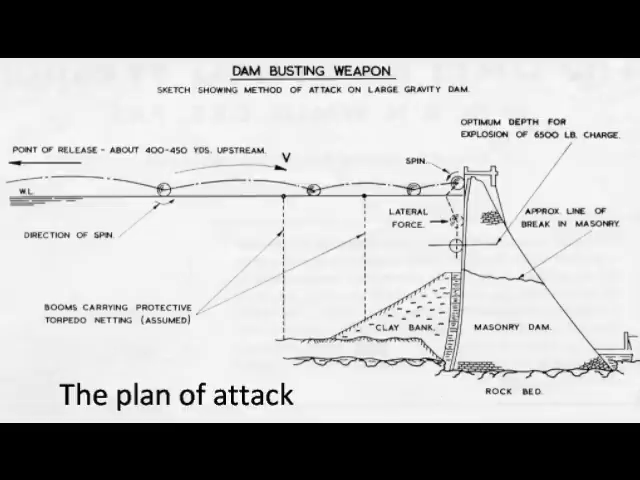 DAM BUSTING WEAPON
SKETCH SHOWING METHOD OF ATTACK ON LARGE GRAVITY DAM.
OPTIMUM DEPTH FOR
EXPLOSION OF 6500 LB. CHARGE.
POINT OF RELEASE - ABOUT 400-450 YDS. UPSTREAM.
V
SPIN.
W.L.
LATERAL
FORCE.
APPROX. LINE OF
BREAK IN MASONRY.
DIRECTION OF SPIN.
BOOMS CARRYING PROTECTIVE
TORPEDO NETTING (ASSUMED)
CLAY BANK.
MASONRY DAM.
ROCK BED.
The plan of attack